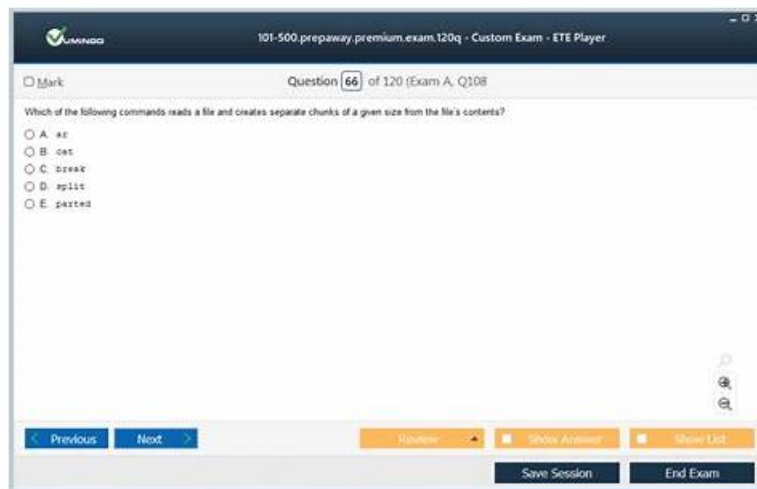 VUMINGO
101-500.prepaway.premium.exam.120q - Custom Exam - ETE Player
Mark
Question 66 of 120 (Exam A, Q108
Which of the following commands reads a file and creates separate chunks of a given size from the file's contents?
A. ar
B. cat
C. break
D. split
E. parted
Previous
Next
Review
Show Answer
Show List
Save Session
End Exam